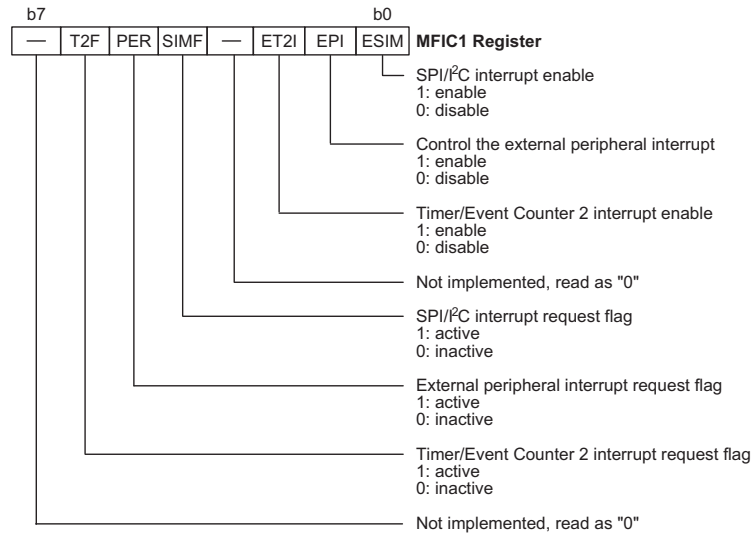 b7 b0
— T2F PER SIMF — ET2I EPI ESIM MFIC1 Register
SPI/I²C interrupt enable
1: enable
0: disable
Control the external peripheral interrupt
1: enable
0: disable
Timer/Event Counter 2 interrupt enable
1: enable
0: disable
Not implemented, read as "0"
SPI/I²C interrupt request flag
1: active
0: inactive
External peripheral interrupt request flag
1: active
0: inactive
Timer/Event Counter 2 interrupt request flag
1: active
0: inactive
Not implemented, read as "0"